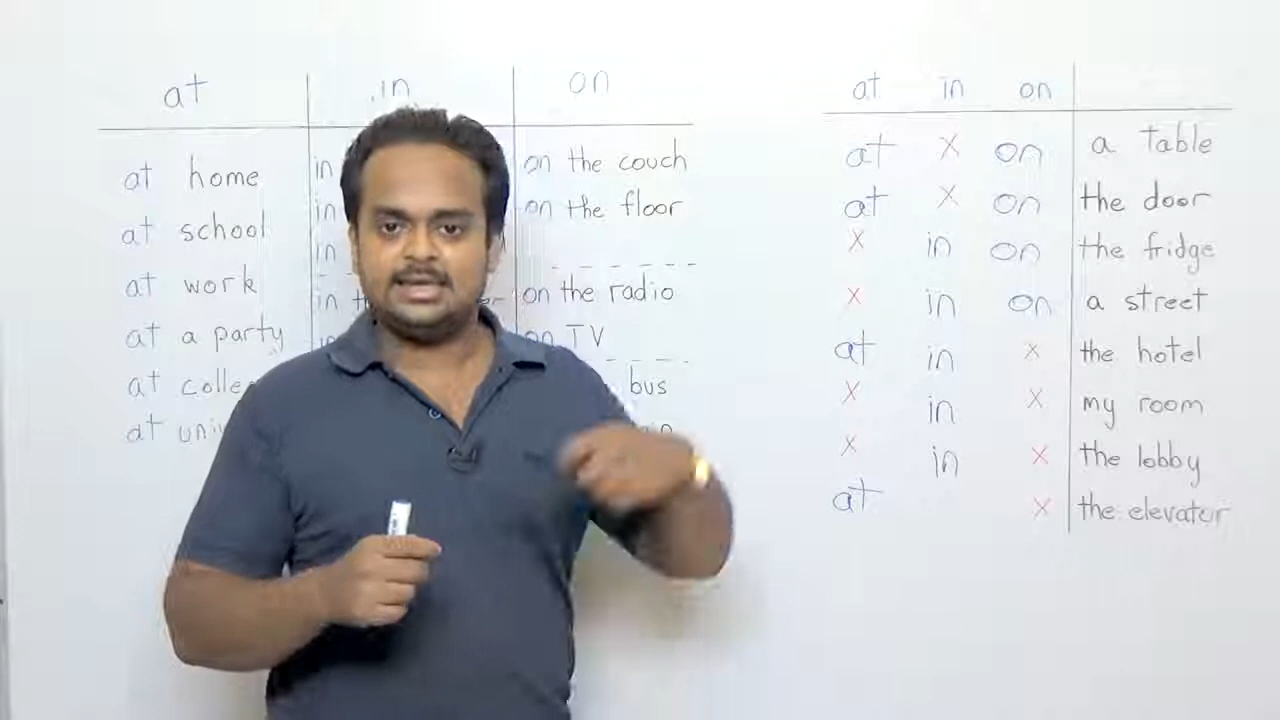 at in on
at home in on the couch
at school in on the floor
at work in
at a party on the radio
at on TV
at bus
at in on
at X on a table
at X on the door
X in on the fridge
X in on a street
at in X the hotel
X in X my room
X in X the lobby
at X the elevator